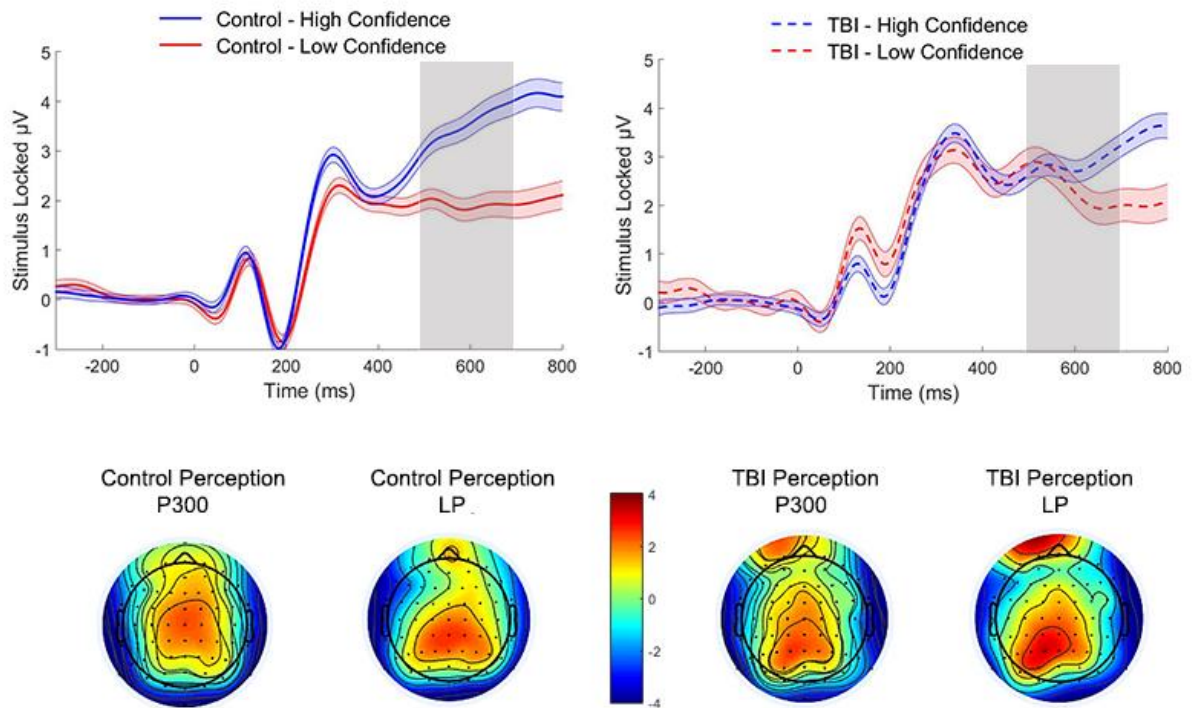 Control - High Confidence
Control - Low Confidence
Stimulus Locked µV
5
4
3
2
1
0
-1
-200
0
200
400
600
800
Time (ms)
TBI - High Confidence
TBI - Low Confidence
Stimulus Locked µV
5
4
3
2
1
0
-1
-200
0
200
400
600
800
Time (ms)
Control Perception
P300
Control Perception
LP
4
2
0
-2
-4
TBI Perception
P300
TBI Perception
LP